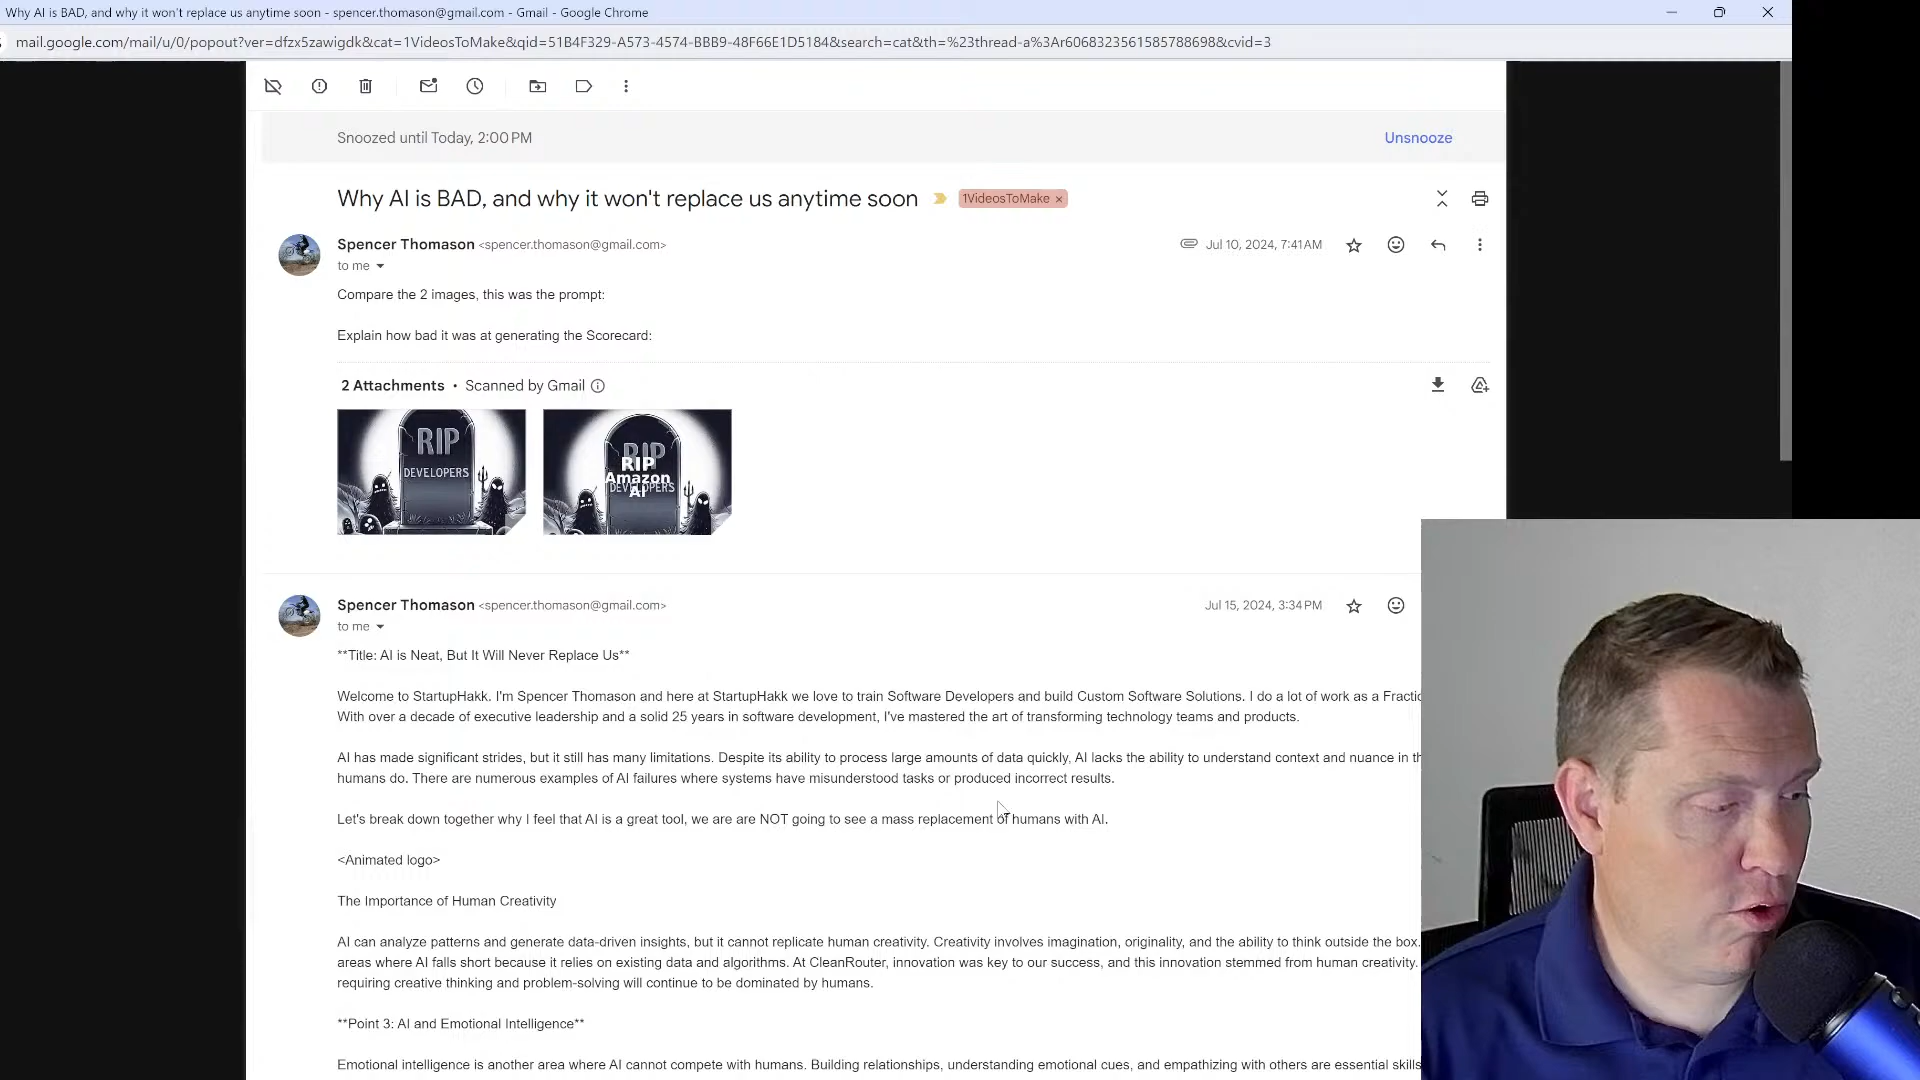 Why AI is BAD, and why it won't replace us anytime soon - spencer.thomason@gmail.com - Gmail - Google Chrome
mail.google.com/mail/u/0/popout?ver=dfzx5zawigdk&cat=1VideosToMake&qid=51B4F329-A573-4574-BBB9-48F66E1D5184&search=cat&th=%23thread-a%3Ar6068323561585788698&cvid=3
Snoozed until Today, 2:00 PM
Unsnooze
Why AI is BAD, and why it won't replace us anytime soon
1VideosToMake ×
Spencer Thomason <spencer.thomason@gmail.com>
Jul 10, 2024, 7:41 AM
to me
Compare the 2 images, this was the prompt:
Explain how bad it was at generating the Scorecard:
2 Attachments • Scanned by Gmail
RIP
DEVELOPERS
RIP
RIP
Amazon
DEVELOPERS
AI
Spencer Thomason <spencer.thomason@gmail.com>
Jul 15, 2024, 3:34 PM
to me
**Title: AI is Neat, But It Will Never Replace Us**
Welcome to StartupHakk. I'm Spencer Thomason and here at StartupHakk we love to train Software Developers and build Custom Software Solutions. I do a lot of work as a Fractio
With over a decade of executive leadership and a solid 25 years in software development, I've mastered the art of transforming technology teams and products.
AI has made significant strides, but it still has many limitations. Despite its ability to process large amounts of data quickly, AI lacks the ability to understand context and nuance in th
humans do. There are numerous examples of AI failures where systems have misunderstood tasks or produced incorrect results.
Let's break down together why I feel that AI is a great tool, we are are NOT going to see a mass replacement of humans with AI.
<Animated logo>
The Importance of Human Creativity
AI can analyze patterns and generate data-driven insights, but it cannot replicate human creativity. Creativity involves imagination, originality, and the ability to think outside the box.
areas where AI falls short because it relies on existing data and algorithms. At CleanRouter, innovation was key to our success, and this innovation stemmed from human creativity.
requiring creative thinking and problem-solving will continue to be dominated by humans.
**Point 3: AI and Emotional Intelligence**
Emotional intelligence is another area where AI cannot compete with humans. Building relationships, understanding emotional cues, and empathizing with others are essential skills